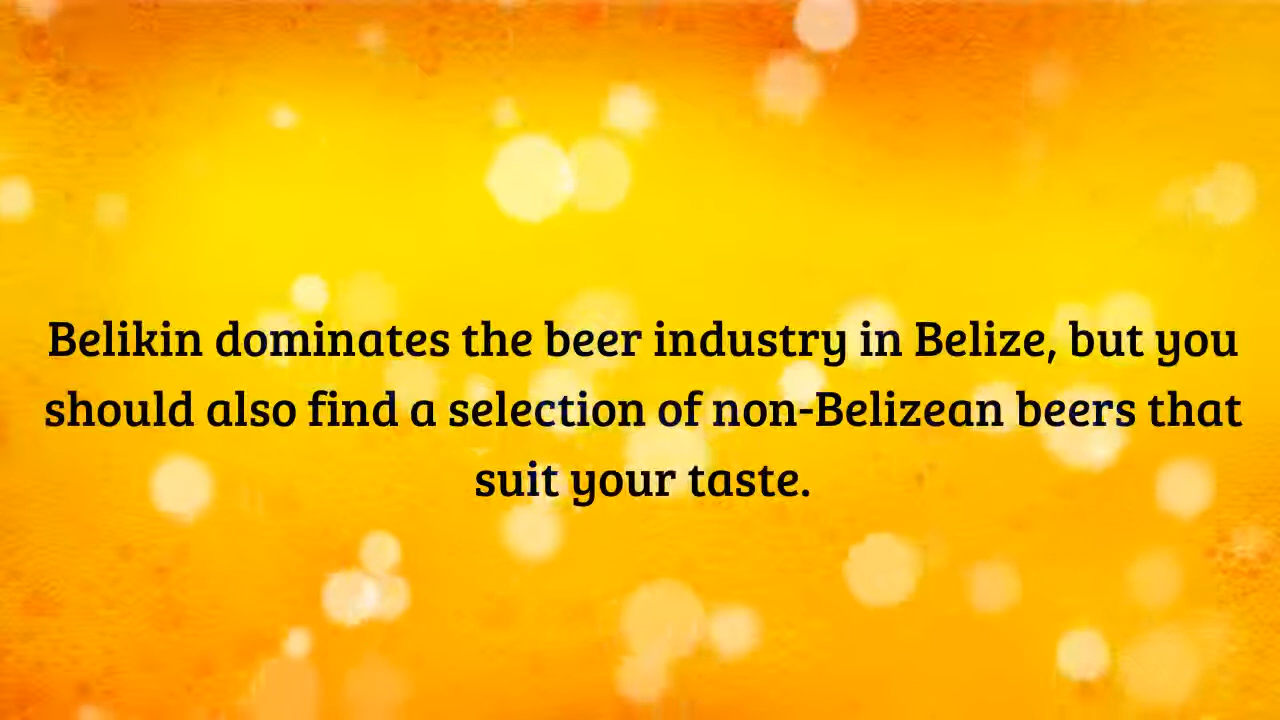 Belikin dominates the beer industry in Belize, but you
should also find a selection of non-Belizean beers that
suit your taste.